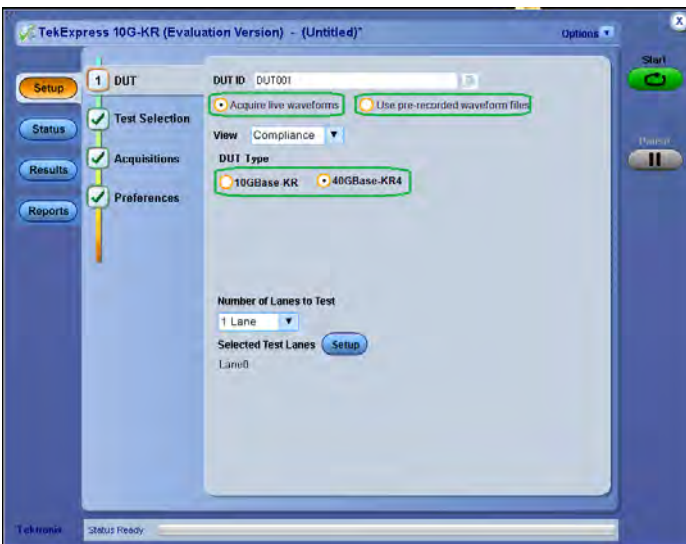 TekExpress 10G-KR (Evaluation Version) - (Untitled)*
Options
x
Start
Setup
1 DUT
DUT ID DUT001
Acquire live waveforms
Use pre-recorded waveform files
Status
Test Selection
View Compliance
Pause
Results
Acquisitions
DUT Type
10GBase-KR
40GBase-KR4
Reports
Preferences
Number of Lanes to Test
1 Lane
Selected Test Lanes Setup
Lane0
Tektronix
Status Ready